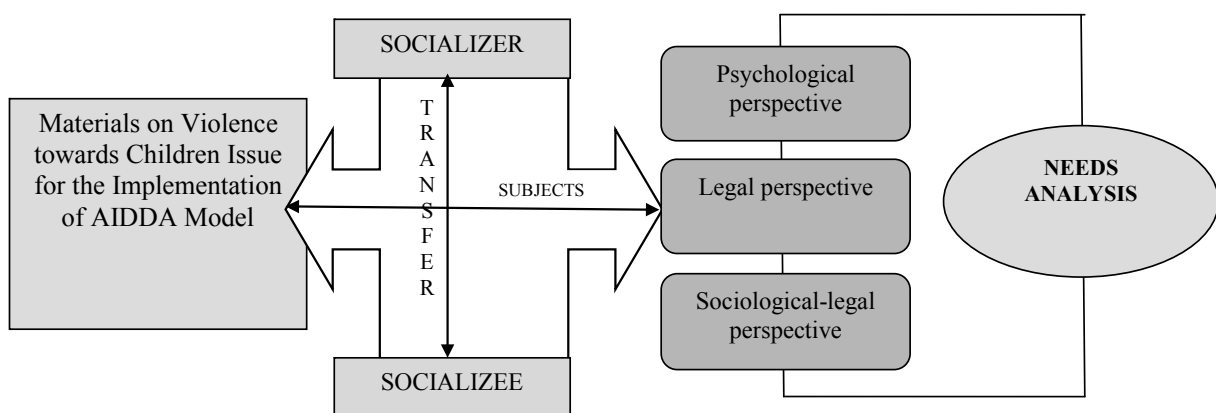 SOCIALIZER
Materials on Violence
towards Children Issue
for the Implementation
of AIDDA Model
TRANSFER
SUBJECTS
SOCIALIZEE
Psychological
perspective
Legal perspective
Sociological-legal
perspective
NEEDS
ANALYSIS